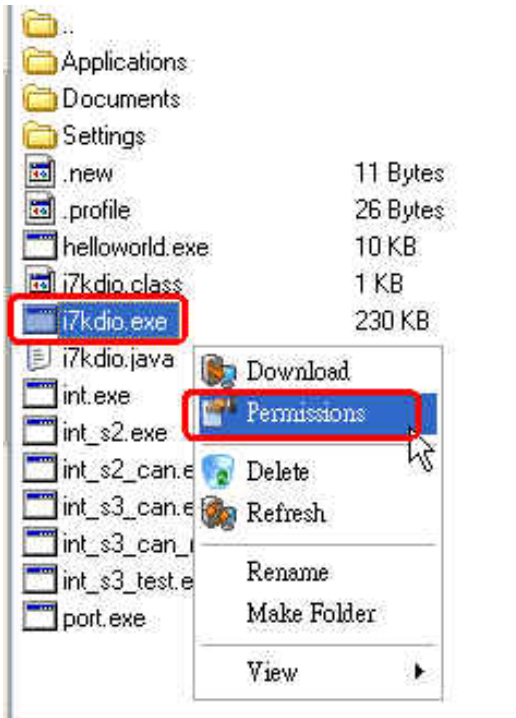 ..
Applications
Documents
Settings
.new 11 Bytes
.profile 26 Bytes
helloworld.exe 10 KB
i7kdio.class 1 KB
i7kdio.exe 230 KB
i7kdio.java
Download
int.exe
Permissions
int_s2.exe
int_s2_can.e
Delete
int_s3_can.e
Refresh
int_s3_can_
int_s3_test.e
Rename
port.exe
Make Folder
View